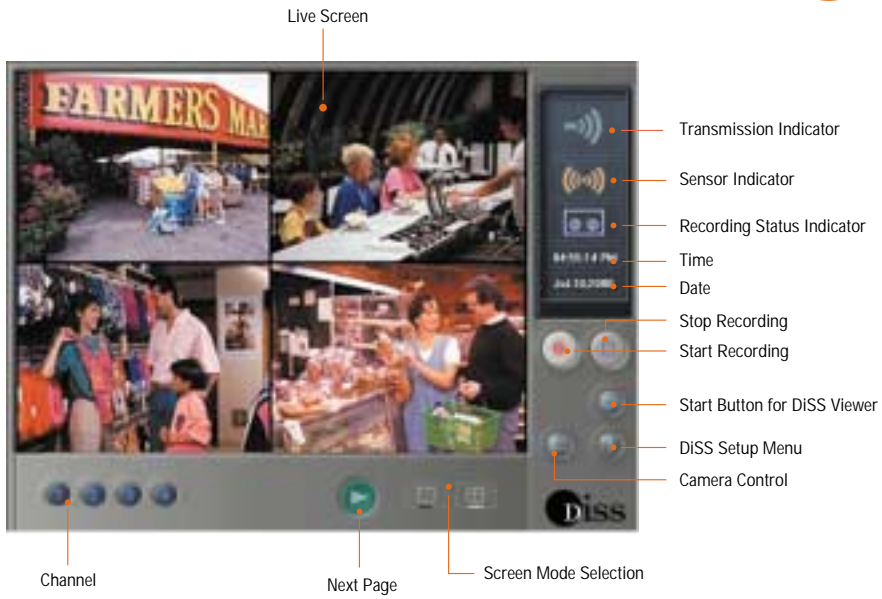 Live Screen
FARMERS MAR
Transmission Indicator
Sensor Indicator
Recording Status Indicator
Time
Date
Stop Recording
Start Recording
Start Button for DiSS Viewer
DiSS Setup Menu
Camera Control
Diss
Channel
Next Page
Screen Mode Selection